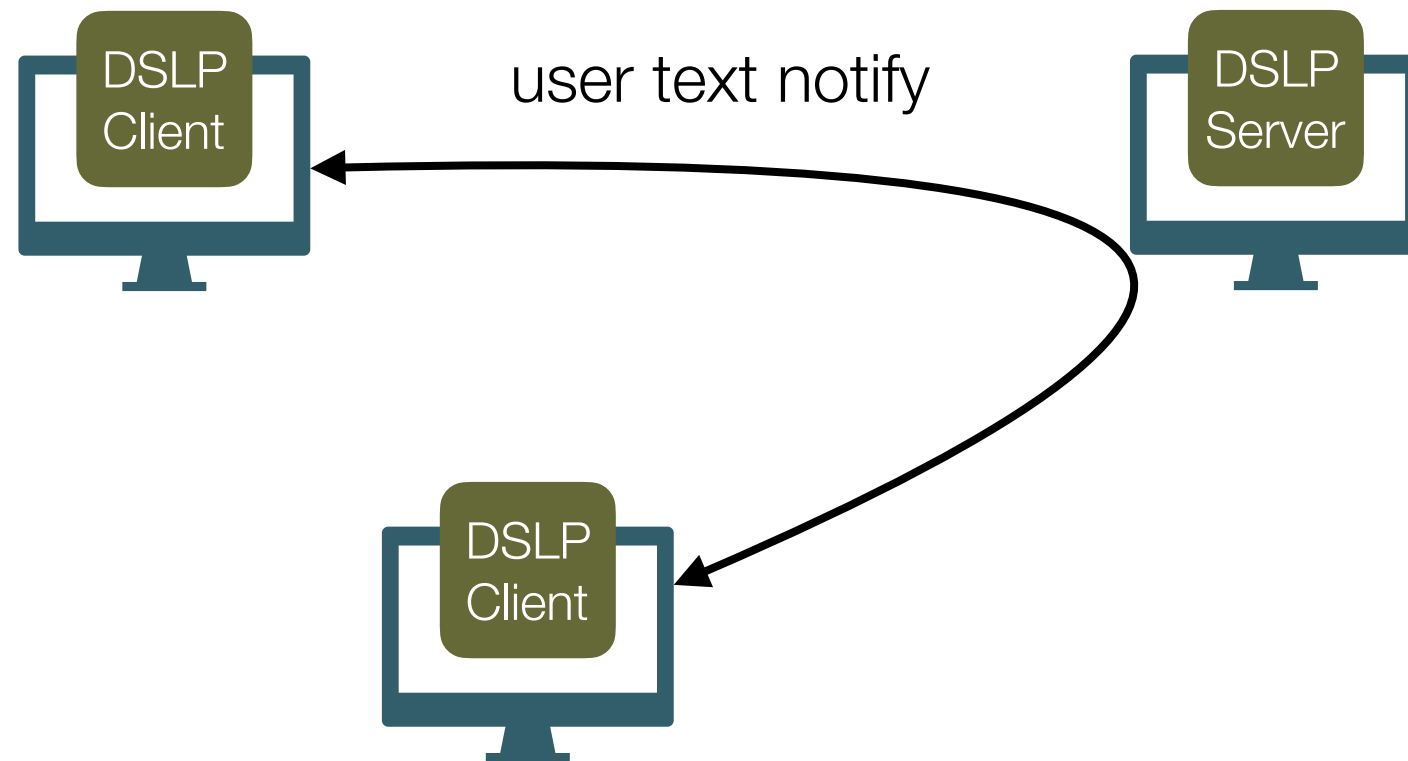 DSLP
Client
user text notify
DSLP
Server
DSLP
Client